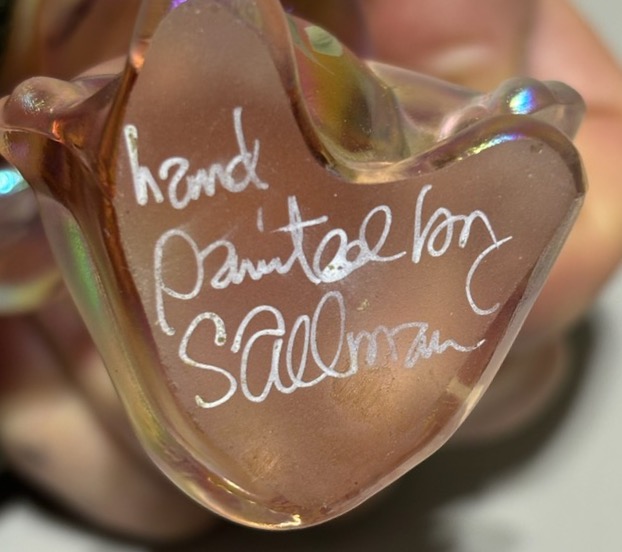 hand
painted by
Sallman